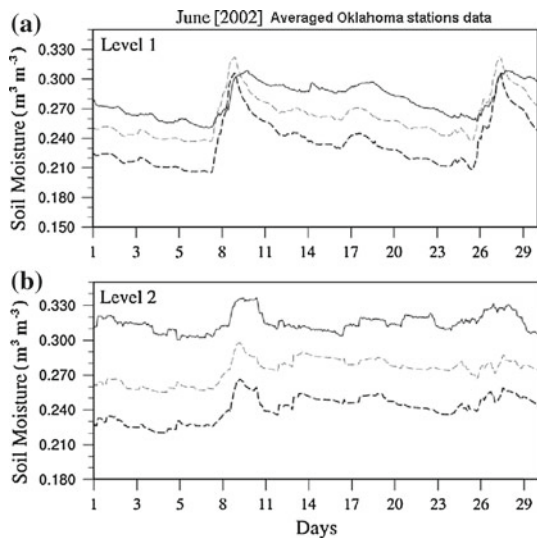 June [2002] Averaged Oklahoma stations data
(a)
Level 1
Soil Moisture (m³ m⁻³)
0.330
0.300
0.270
0.240
0.210
0.180
0.150
1 3 5 8 11 14 17 20 23 26 29
(b)
Level 2
Soil Moisture (m³ m⁻³)
0.330
0.300
0.270
0.240
0.210
0.180
1 3 5 8 11 14 17 20 23 26 29
Days